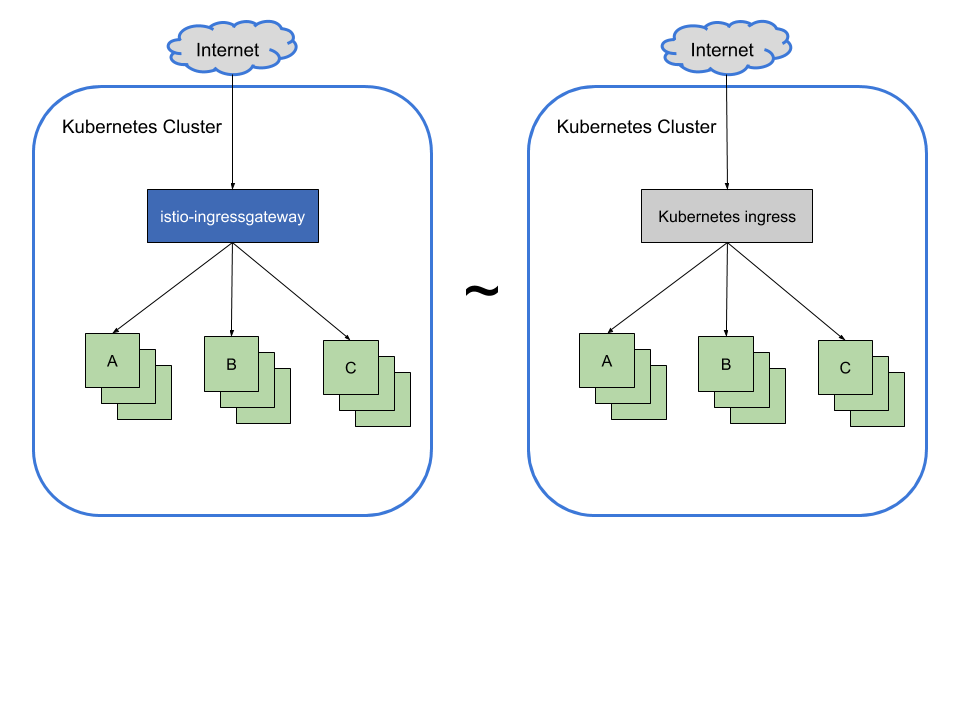 Internet
Kubernetes Cluster
istio-ingressgateway
A
B
C
~
Internet
Kubernetes Cluster
Kubernetes ingress
A
B
C